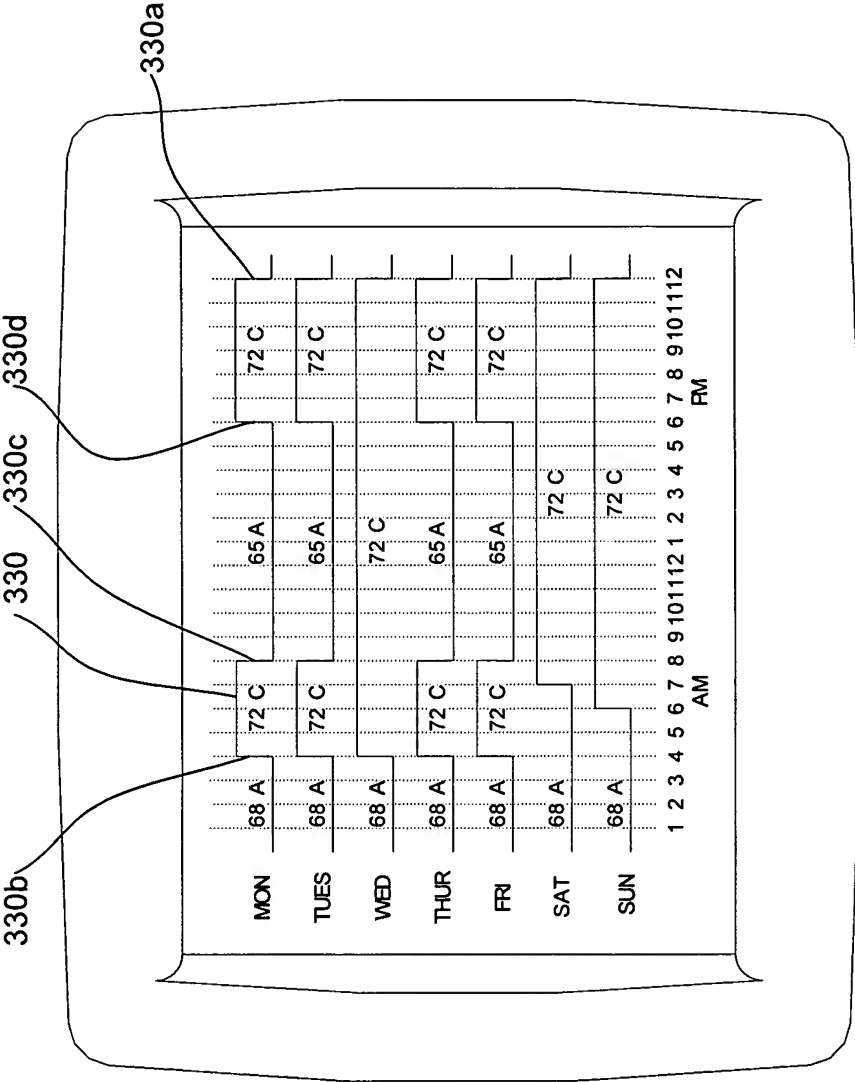 330b 330 330c 330d
330a
MON 68 A 72 C 65 A 72 C
TUES 68 A 72 C 65 A 72 C
WED 68 A 72 C
THUR 68 A 72 C 65 A 72 C
FRI 68 A 72 C 65 A 72 C
SAT 68 A 72 C
SUN 68 A 72 C
1 2 3 4 5 6 7 8 9 10 11 12 1 2 3 4 5 6 7 8 9 10 11 12
AM PM